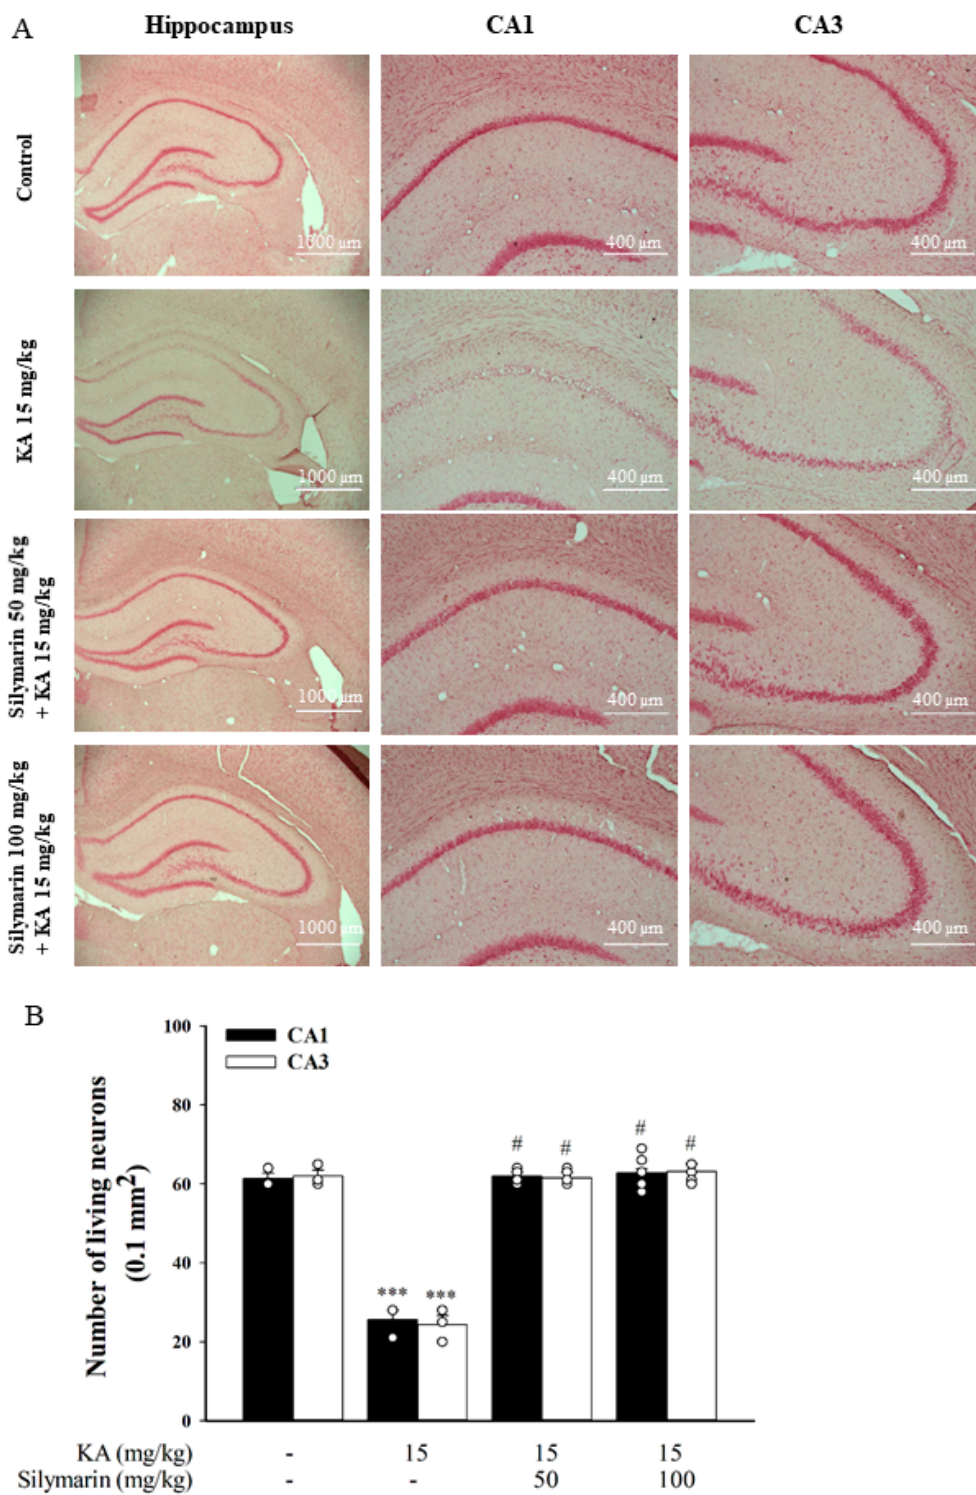 A
Hippocampus CA1 CA3
Control
1000 µm 400 µm 400 µm
KA 15 mg/kg
1000 µm 400 µm 400 µm
Silymarin 50 mg/kg
+ KA 15 mg/kg
1000 µm 400 µm 400 µm
Silymarin 100 mg/kg
+ KA 15 mg/kg
1000 µm 400 µm 400 µm
B
Number of living neurons
(0.1 mm²)
100
80
60
40
20
0
CA1
CA3
*** ***
# # # #
KA (mg/kg) - 15 15 15
Silymarin (mg/kg) - - 50 100